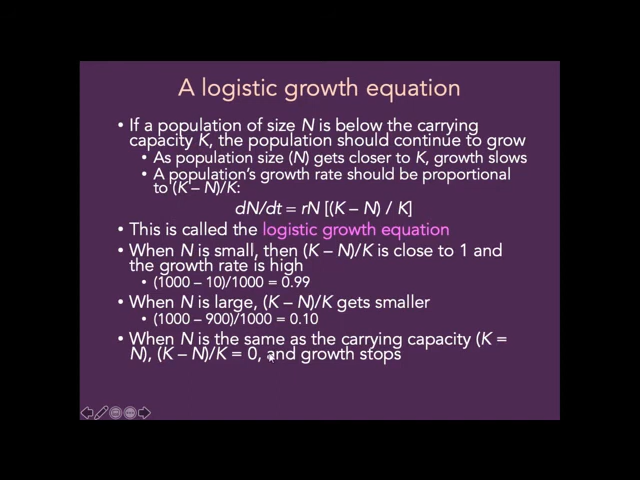 A logistic growth equation
• If a population of size N is below the carrying
capacity K, the population should continue to grow
• As population size (N) gets closer to K, growth slows
• A population's growth rate should be proportional
to (K – N)/K:
dN/dt = rN [(K – N) / K]
• This is called the logistic growth equation
• When N is small, then (K – N)/K is close to 1 and
the growth rate is high
• (1000 – 10)/1000 = 0.99
• When N is large, (K – N)/K gets smaller
• (1000 – 900)/1000 = 0.10
• When N is the same as the carrying capacity (K =
N), (K – N)/K = 0, and growth stops